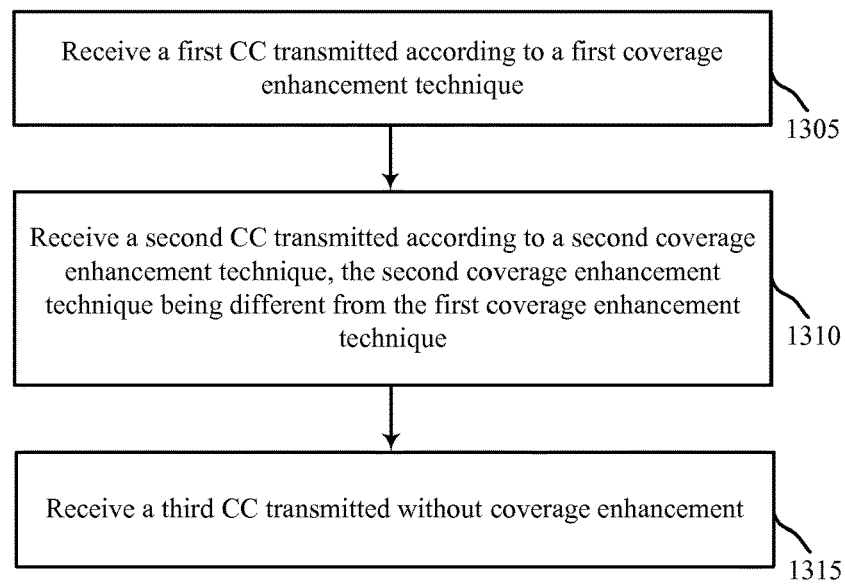 Receive a first CC transmitted according to a first coverage
enhancement technique
1305
Receive a second CC transmitted according to a second coverage
enhancement technique, the second coverage enhancement
technique being different from the first coverage enhancement
technique
1310
Receive a third CC transmitted without coverage enhancement
1315